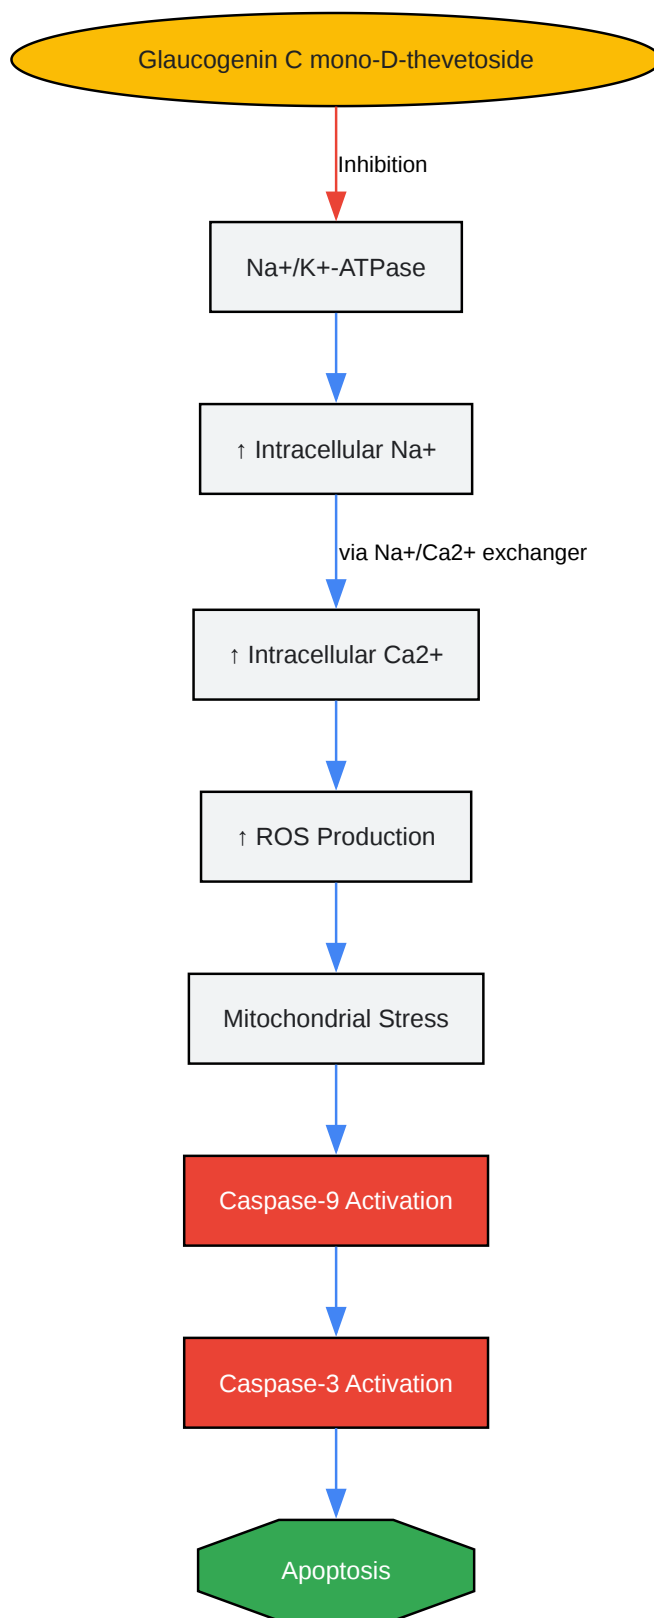 Glaucogenin C mono-D-thevetoside
Inhibition
Na+/K+-ATPase
↑ Intracellular Na+
via Na+/Ca2+ exchanger
↑ Intracellular Ca2+
↑ ROS Production
Mitochondrial Stress
Caspase-9 Activation
Caspase-3 Activation
Apoptosis